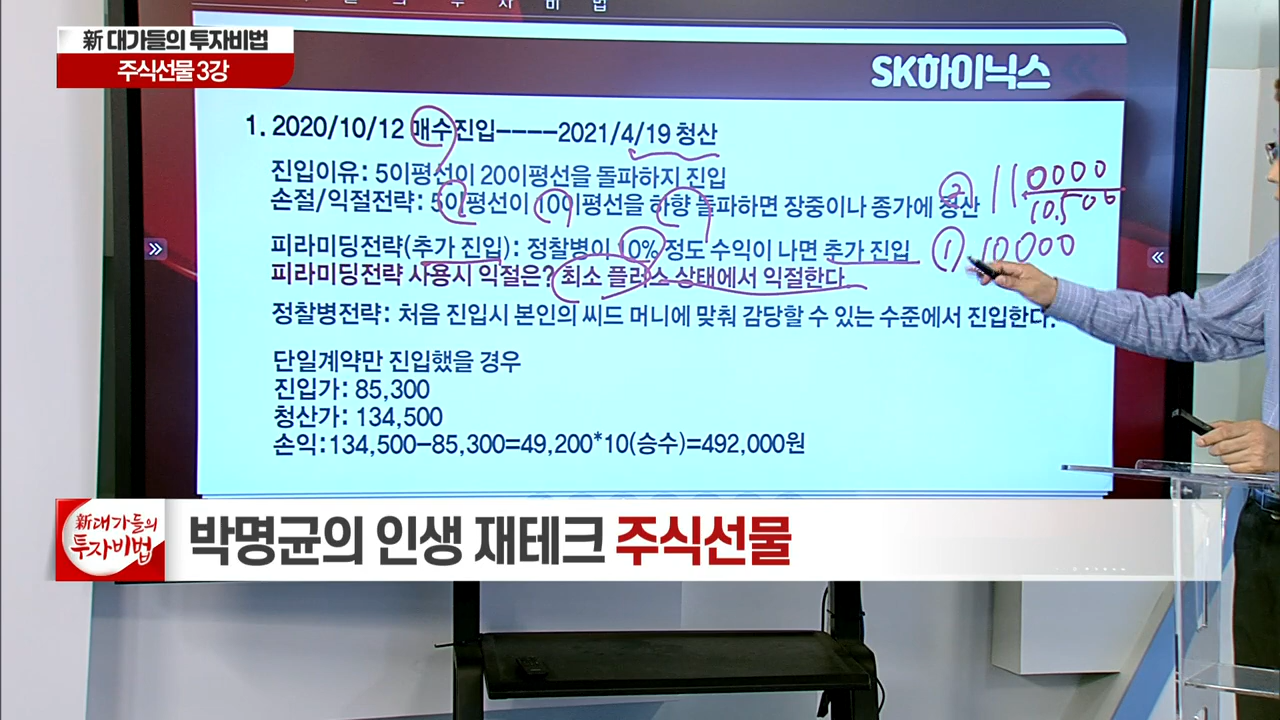 의 투 자 비 법
新 대가들의 투자비법
주식선물 3강
SK하이닉스
1. 2020/10/12 매수진입----2021/4/19 청산
진입이유: 5이평선이 20이평선을 돌파하지 진입
손절/익절전략: 5이평선이 10이평선을 하향 돌파하면 장중이나 종가에 청산
② 110000
10,500
피라미딩전략(추가 진입): 정찰병이 10% 정도 수익이 나면 추가 진입
① 10000
피라미딩전략 사용시 익절은? 최소 플러스 상태에서 익절한다.
정찰병전략: 처음 진입시 본인의 씨드 머니에 맞춰 감당할 수 있는 수준에서 진입한다.
단일계약만 진입했을 경우
진입가: 85,300
청산가: 134,500
손익:134,500-85,300=49,200*10(승수)=492,000원
新대가들의
투자비법
박명균의 인생 재테크 주식선물